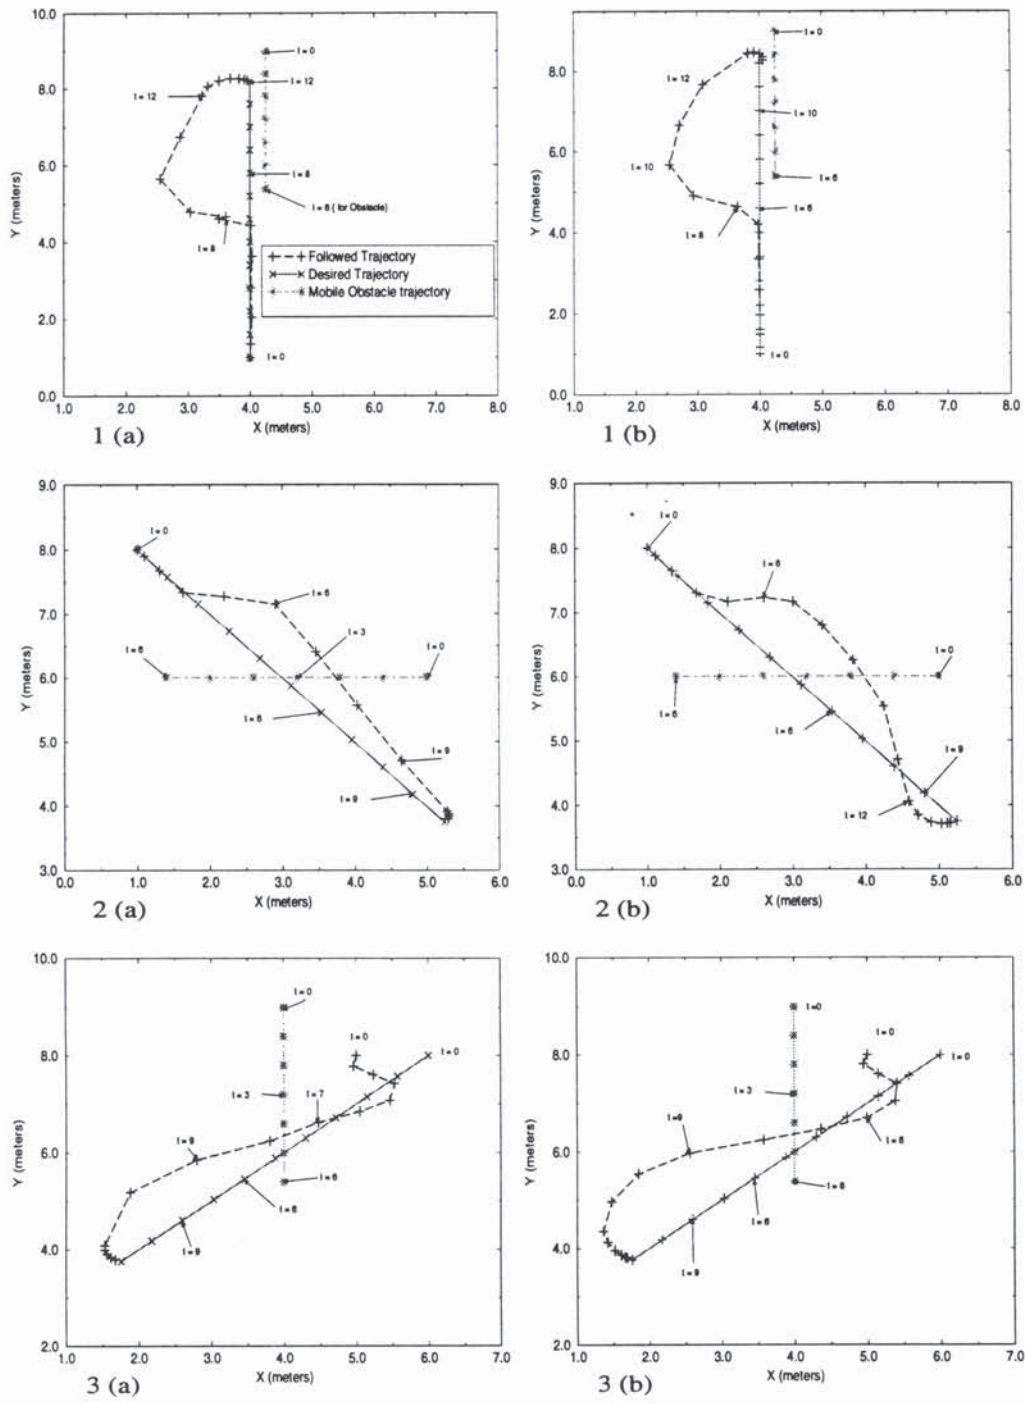 10.0
8.0
6.0
4.0
2.0
0.0
Y (meters)
t = 0
t = 12
t = 12
t = 8
t = 6 ( for Obstacle)
t = 8
Followed Trajectory
Desired Trajectory
Mobile Obstacle trajectory
t = 0
1.0 2.0 3.0 4.0 5.0 6.0 7.0 8.0
X (meters)
1 (a)
8.0
6.0
4.0
2.0
0.0
Y (meters)
t = 0
t = 12
t = 10
t = 10
t = 6
t = 6
t = 8
t = 0
1.0 2.0 3.0 4.0 5.0 6.0 7.0 8.0
X (meters)
1 (b)
9.0
8.0
7.0
6.0
5.0
4.0
3.0
Y (meters)
t = 0
t = 6
t = 3
t = 0
t = 6
t = 6
t = 9
t = 9
0.0 1.0 2.0 3.0 4.0 5.0 6.0
X (meters)
2 (a)
9.0
8.0
7.0
6.0
5.0
4.0
3.0
Y (meters)
t = 0
t = 6
t = 0
t = 6
t = 6
t = 9
t = 12
0.0 1.0 2.0 3.0 4.0 5.0 6.0
X (meters)
2 (b)
10.0
8.0
6.0
4.0
2.0
Y (meters)
t = 0
t = 0
t = 0
t = 3
t = 7
t = 9
t = 6
t = 6
t = 9
1.0 2.0 3.0 4.0 5.0 6.0 7.0
X (meters)
3 (a)
10.0
8.0
6.0
4.0
2.0
Y (meters)
t=0
t = 0
t = 0
t = 3
t = 9
t = 6
t = 6
t = 6
t = 9
1.0 2.0 3.0 4.0 5.0 6.0 7.0
X (meters)
3 (b)